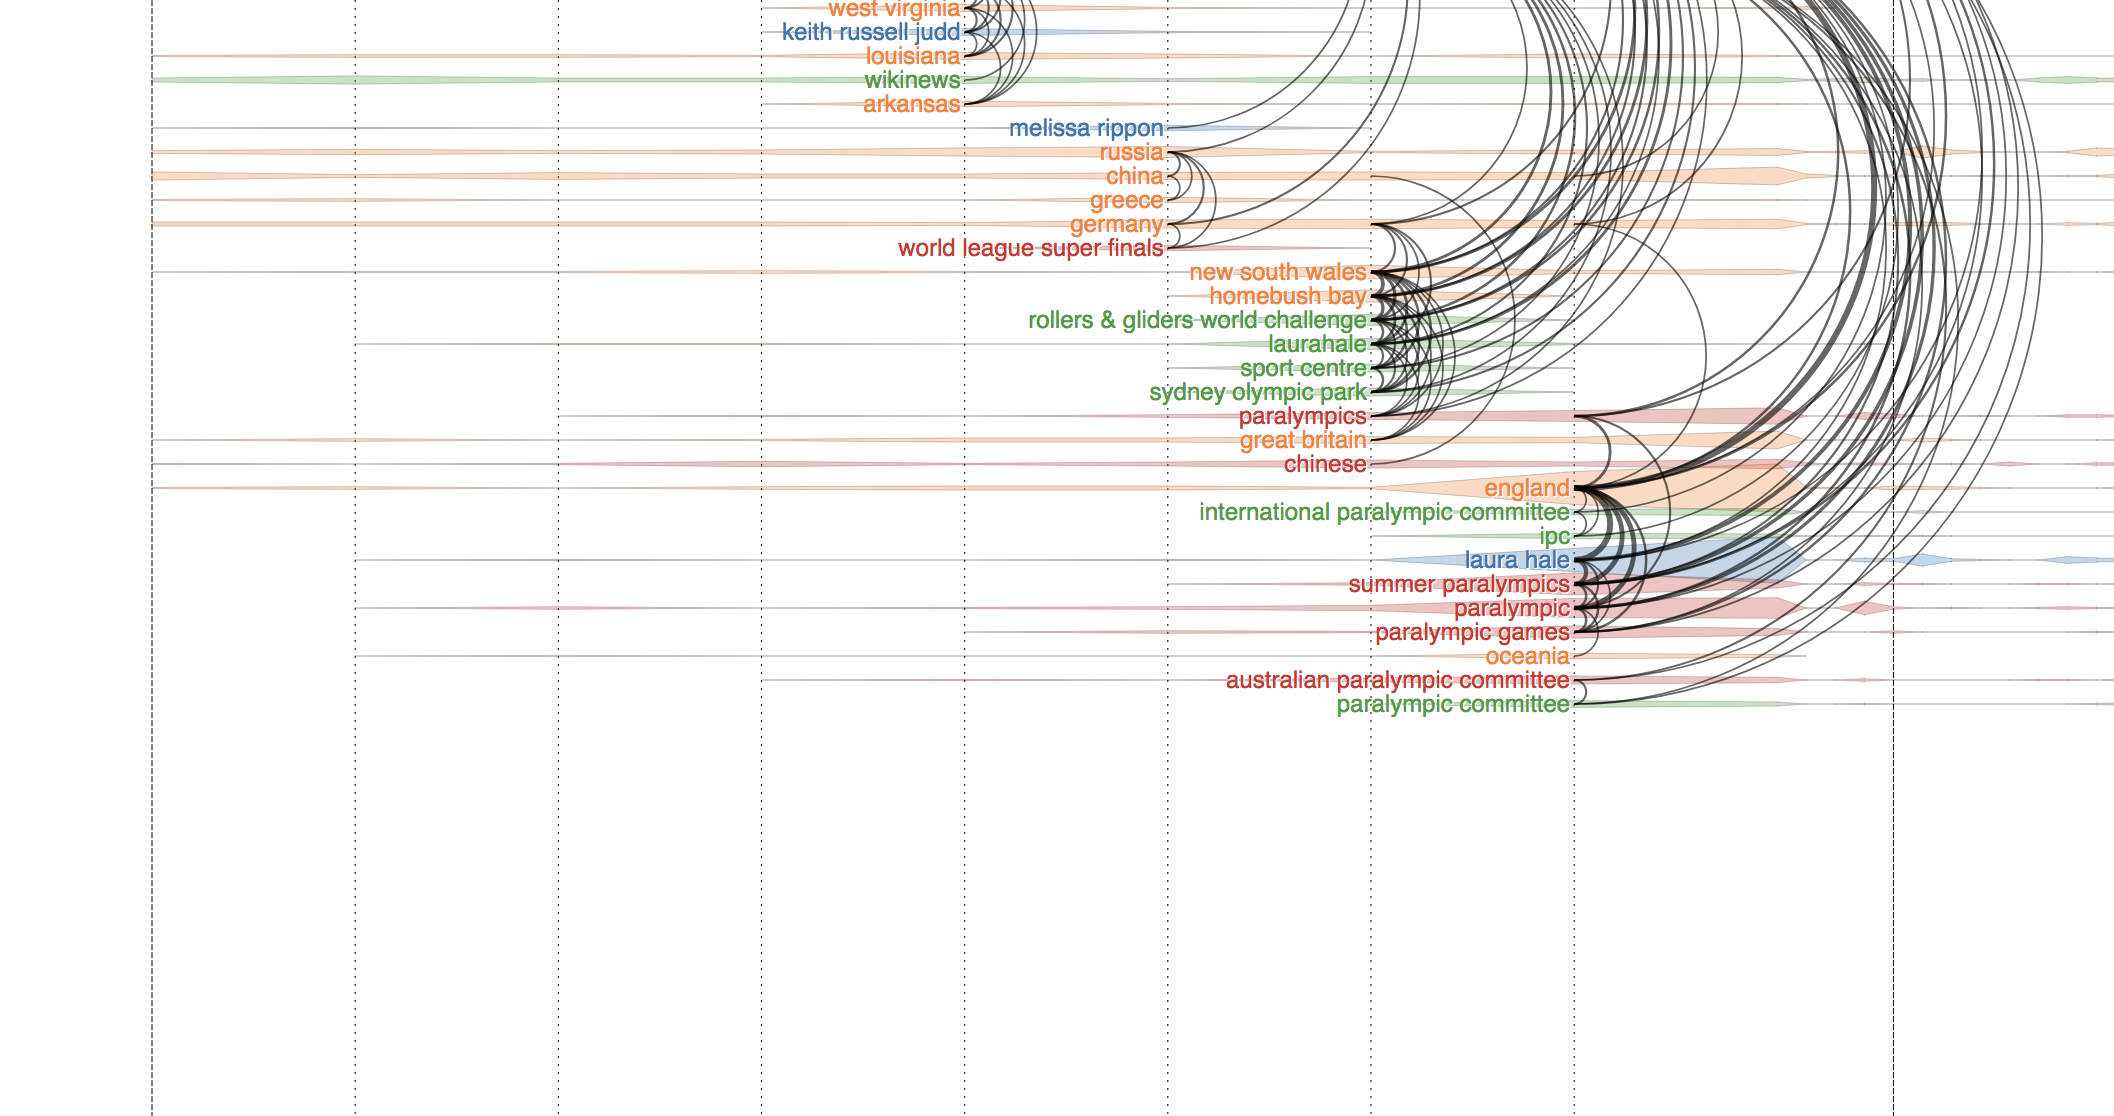 west virginia
keith russell judd
louisiana
wikinews
arkansas
melissa rippon
russia
china
greece
germany
world league super finals
new south wales
homebush bay
rollers & gliders world challenge
laurahale
sport centre
sydney olympic park
paralympics
great britain
chinese
england
international paralympic committee
ipc
laura hale
summer paralympics
paralympic
paralympic games
oceania
australian paralympic committee
paralympic committee